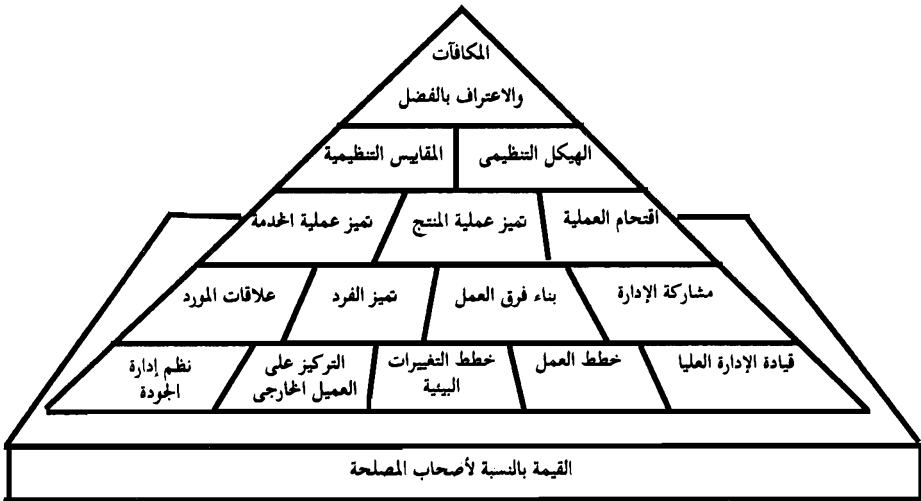 المكافآت
والاعتراف بالفضل
الهيكل التنظيمى
المقاييس التنظيمية
اقتحام العملية
تميز عملية المنتج
تميز عملية الخدمة
مشاركة الإدارة
بناء فرق العمل
تميز الفرد
علاقات المورد
قيادة الإدارة العليا
خطط العمل
خطط التغييرات
البيئية
التركيز على
العميل الخارجى
نظم إدارة
الجودة
القيمة بالنسبة لأصحاب المصلحة